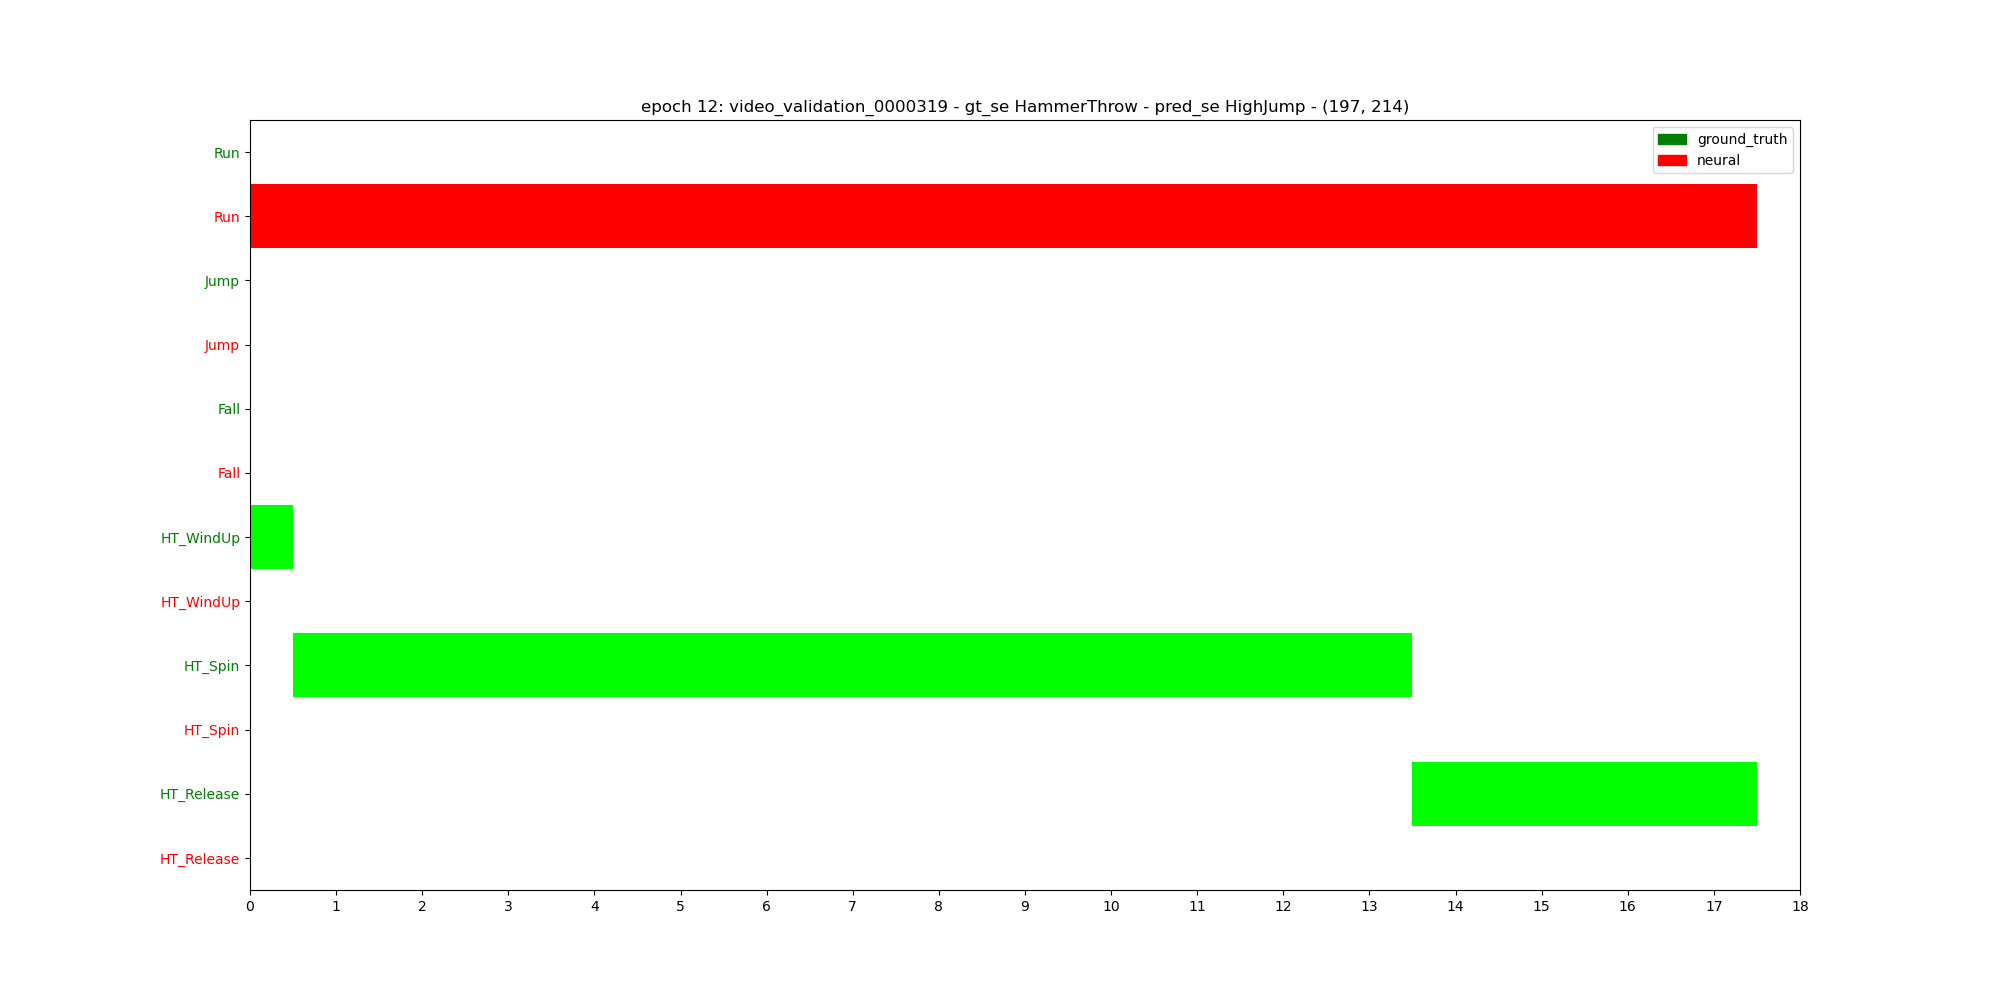 epoch 12: video_validation_0000319 - gt_se HammerThrow - pred_se HighJump - (197, 214)
ground_truth
neural
Run
Run
Jump
Jump
Fall
Fall
HT_WindUp
HT_WindUp
HT_Spin
HT_Spin
HT_Release
HT_Release
0 1 2 3 4 5 6 7 8 9 10 11 12 13 14 15 16 17 18